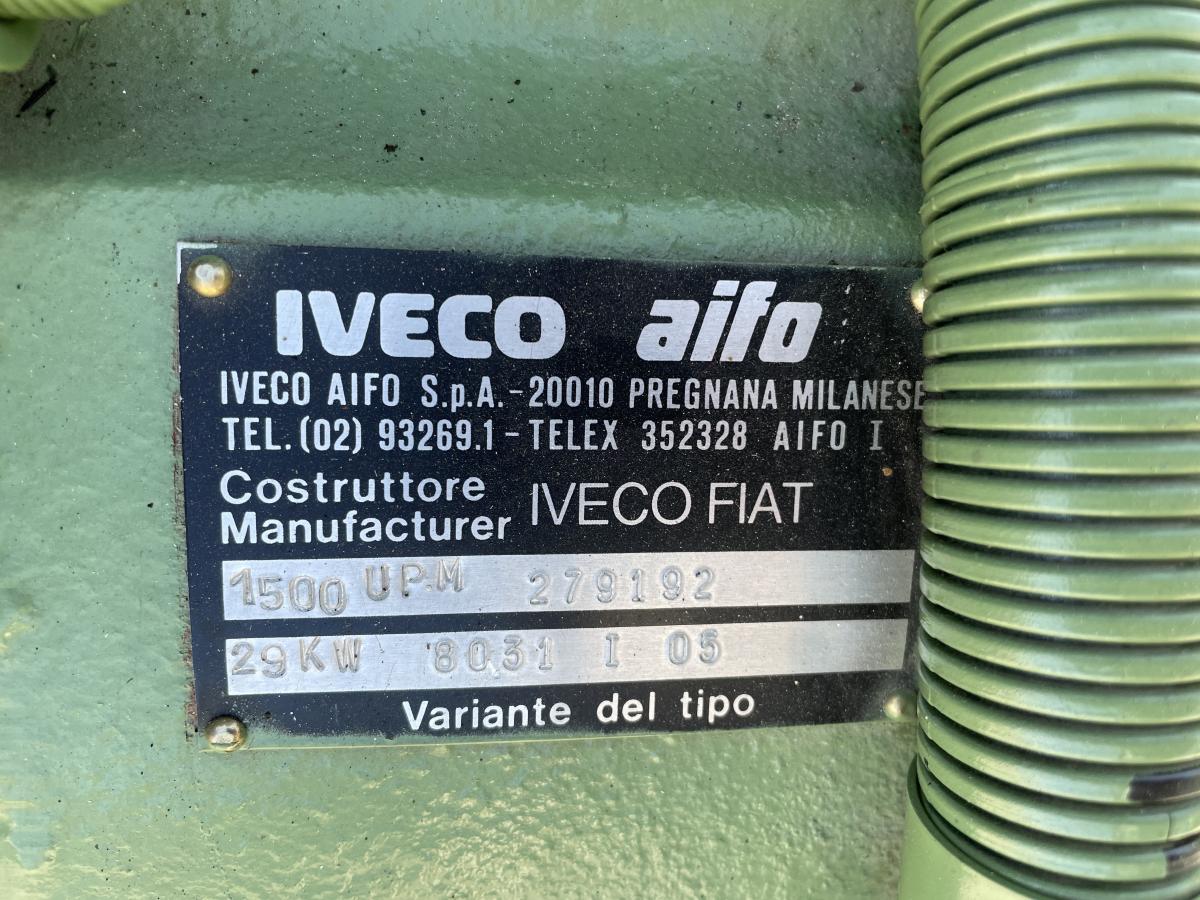 IVECO aifo
IVECO AIFO S.p.A.-20010 PREGNANA MILANESE
TEL.(02) 93269.1-TELEX 352328 AIFO I
Costruttore
Manufacturer IVECO FIAT
1500 UP.M 279192
29KW 8031 I 05
Variante del tipo